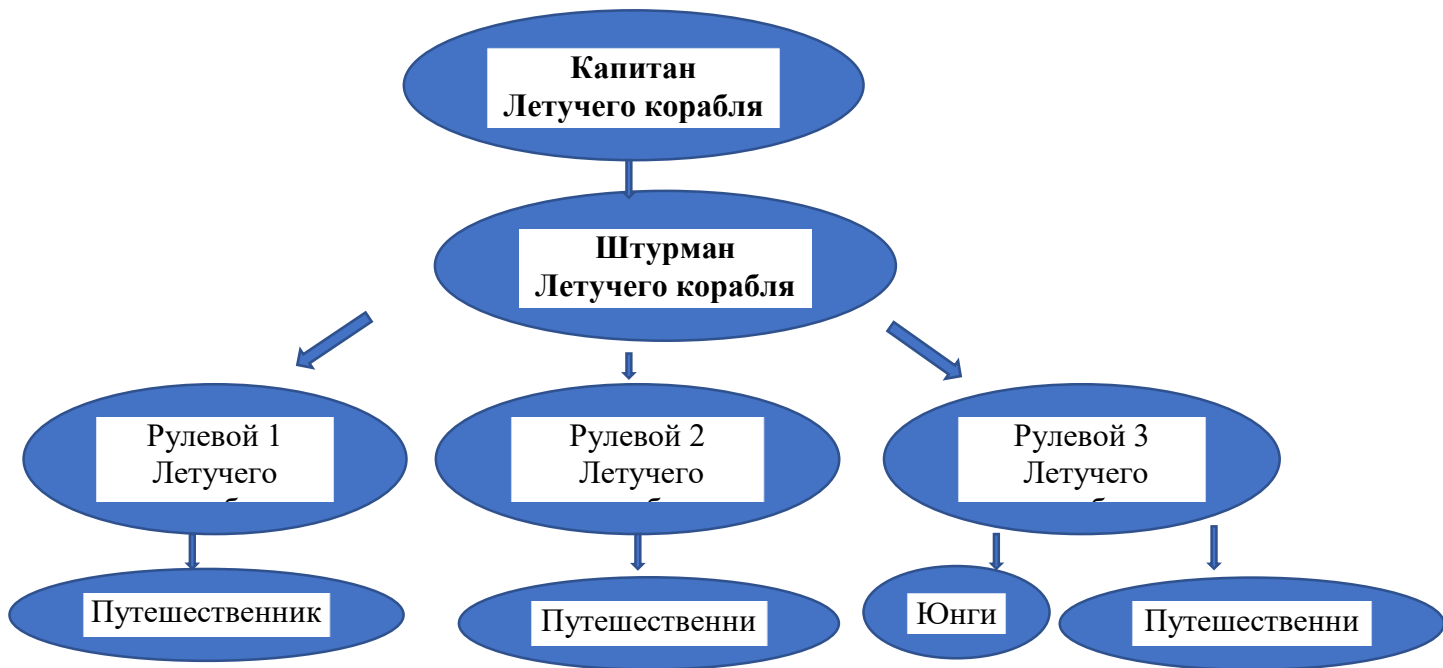 Капитан
Летучего корабля
Штурман
Летучего корабля
Рулевой 1
Летучего
Рулевой 2
Летучего
Рулевой 3
Летучего
Путешественник
Путешественни
Юнги
Путешественни